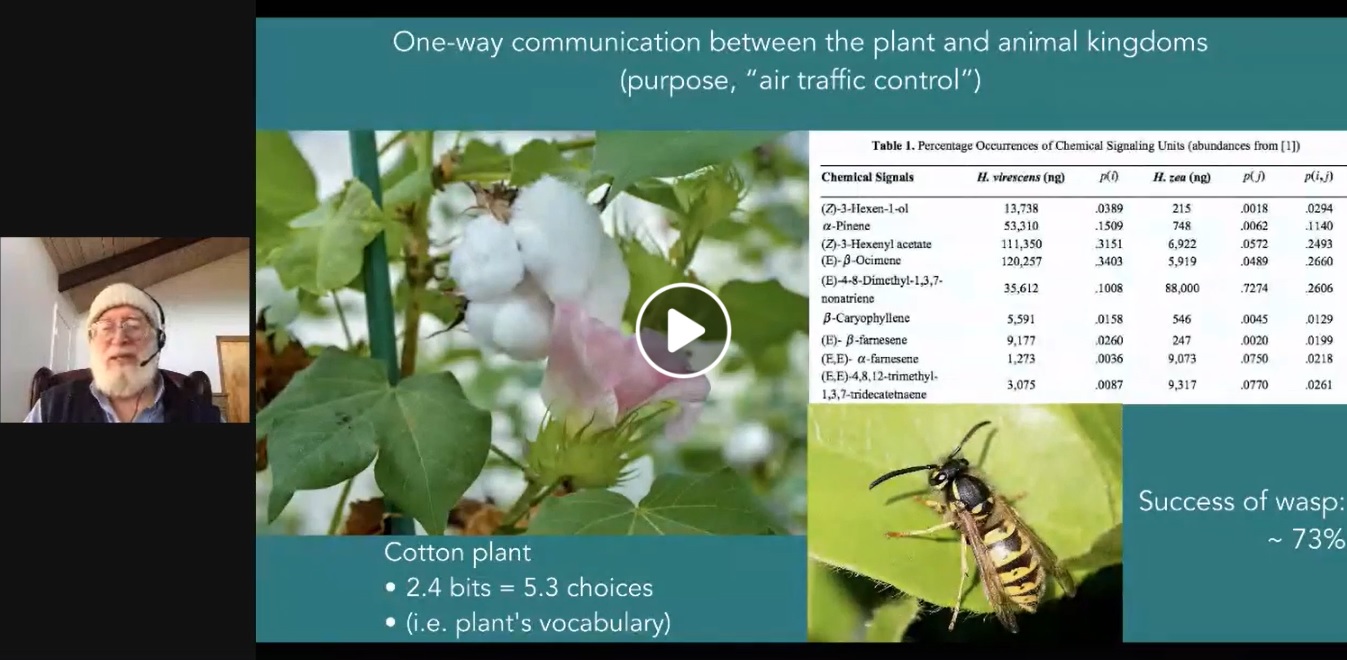 One-way communication between the plant and animal kingdoms
(purpose, “air traffic control”)
Table 1. Percentage Occurrences of Chemical Signaling Units (abundances from [1])
Chemical Signals H. virescens (ng) p(i) H. zea (ng) p(j) p(i,j)
(Z)-3-Hexen-1-ol 13,738 .0389 215 .0018 .0294
α-Pinene 53,310 .1509 748 .0062 .1140
(Z)-3-Hexenyl acetate 111,350 .3151 6,922 .0572 .2493
(E)-β-Ocimene 120,257 .3403 5,919 .0489 .2660
(E)-4-8-Dimethyl-1,3,7-
nonatriene 35,612 .1008 88,000 .7274 .2606
β-Caryophyllene 5,591 .0158 546 .0045 .0129
(E)- β-farnesene 9,177 .0260 247 .0020 .0199
(E,E)- α-farnesene 1,273 .0036 9,073 .0750 .0218
(E,E)-4,8,12-trimethyl-
1,3,7-tridecatetraene 3,075 .0087 9,317 .0770 .0261
Success of wasp:
~ 73%
Cotton plant
• 2.4 bits = 5.3 choices
• (i.e. plant's vocabulary)